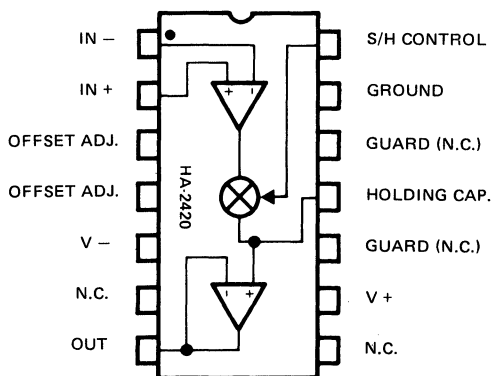 IN –
IN +
OFFSET ADJ.
OFFSET ADJ.
V –
N.C.
OUT
+ -
HA-2420
- +
S/H CONTROL
GROUND
GUARD (N.C.)
HOLDING CAP.
GUARD (N.C.)
V +
N.C.